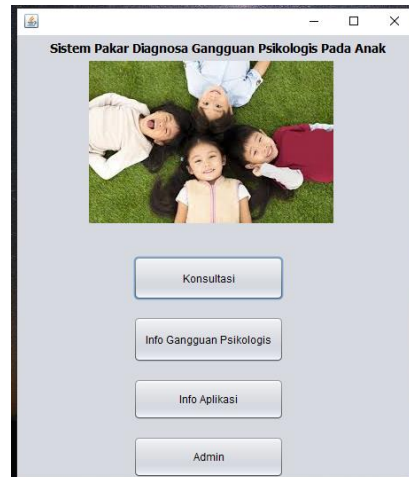 Sistem Pakar Diagnosa Gangguan Psikologis Pada Anak
Konsultasi
Info Gangguan Psikologis
Info Aplikasi
Admin